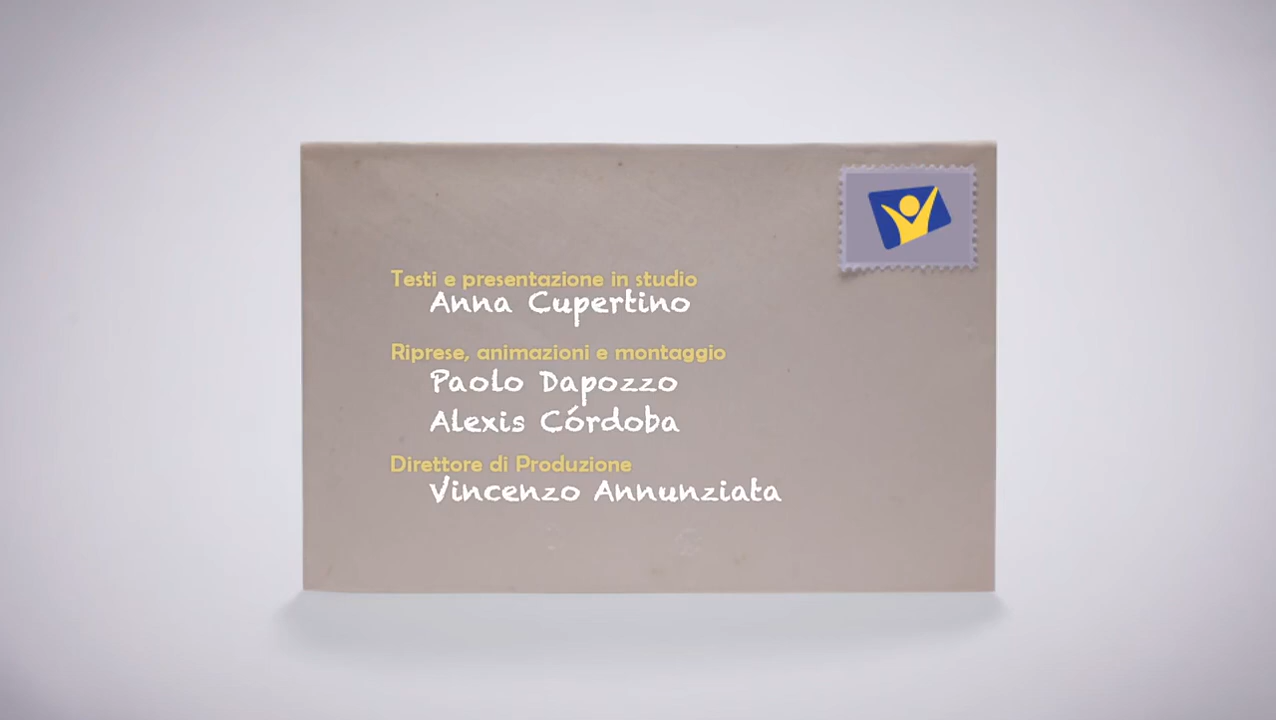 Testi e presentazione in studio
Anna Cupertino
Riprese, animazioni e montaggio
Paolo Dapozzo
Alexis Córdoba
Direttore di Produzione
Vincenzo Annunziata